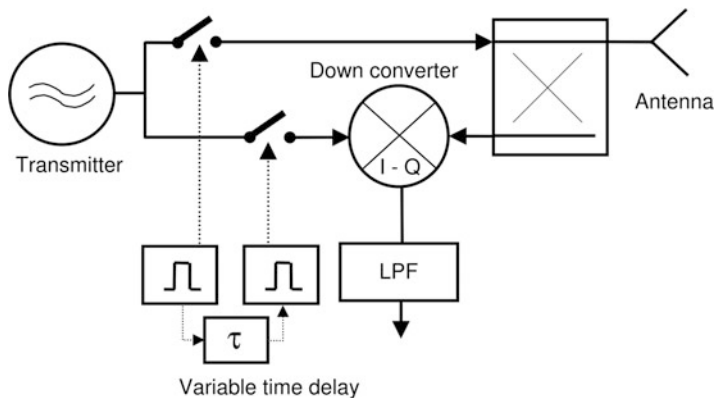 Down converter
Antenna
Transmitter
I - Q
LPF
τ
Variable time delay